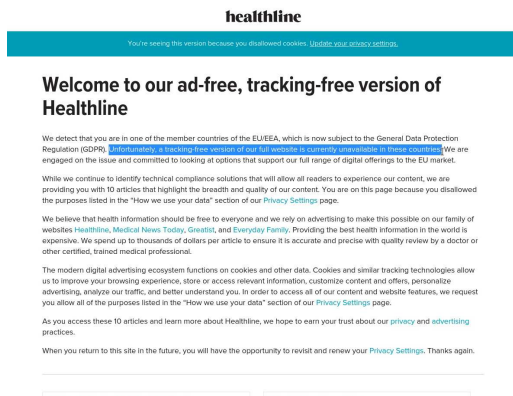 healthline
You're seeing this version because you disallowed cookies. Update your privacy settings.
Welcome to our ad-free, tracking-free version of
Healthline
We detect that you are in one of the member countries of the EU/EEA, which is now subject to the General Data Protection
Regulation (GDPR). Unfortunately, a tracking-free version of our full website is currently unavailable in these countries. We are
engaged on the issue and committed to looking at options that support our full range of digital offerings to the EU market.
While we continue to identify technical compliance solutions that will allow all readers to experience our content, we are
providing you with 10 articles that highlight the breadth and quality of our content. You are on this page because you disallowed
the purposes listed in the "How we use your data" section of our Privacy Settings page.
We believe that health information should be free to everyone and we rely on advertising to make this possible on our family of
websites Healthline, Medical News Today, Greatist, and Everyday Family. Providing the best health information in the world is
expensive. We spend up to thousands of dollars per article to ensure it is accurate and precise with quality review by a doctor or
other certified, trained medical professional.
The modern digital advertising ecosystem functions on cookies and other data. Cookies and similar tracking technologies allow
us to improve your browsing experience, store or access relevant information, customize content and offers, personalize
advertising, analyze our traffic, and better understand you. In order to access all of our content and website features, we request
you allow all of the purposes listed in the "How we use your data" section of our Privacy Settings page.
As you access these 10 articles and learn more about Healthline, we hope to earn your trust about our privacy and advertising
practices.
When you return to this site in the future, you will have the opportunity to revisit and renew your Privacy Settings. Thanks again.